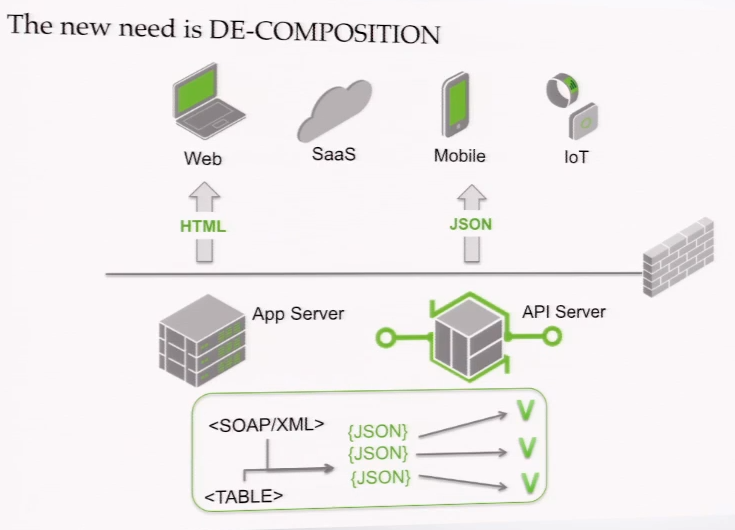 The new need is DE-COMPOSITION
Web
SaaS
Mobile
IoT
HTML
JSON
App Server
API Server
<SOAP/XML>
<TABLE>
{JSON}
{JSON}
{JSON}
V
V
V